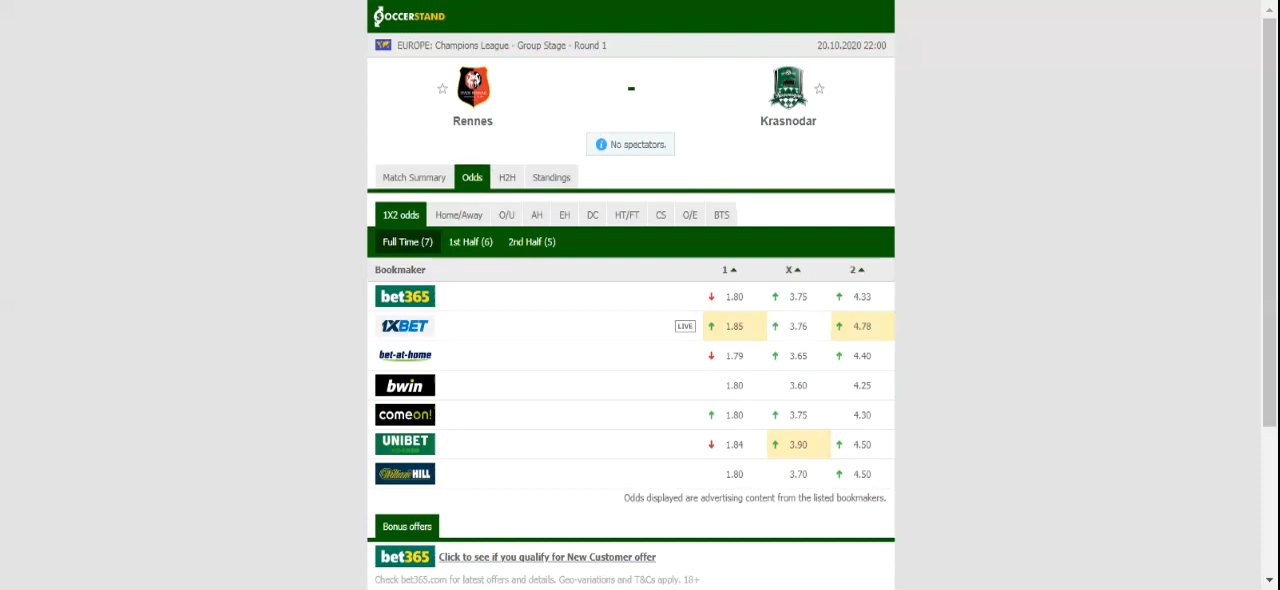 SOCCERSTAND
EUROPE: Champions League - Group Stage - Round 1 20.10.2020 22:00
Rennes - Krasnodar
No spectators.
Match Summary Odds H2H Standings
1X2 odds Home/Away O/U AH EH DC HT/FT CS O/E BTS
Full Time (7) 1st Half (6) 2nd Half (5)
Bookmaker 1 X 2
bet365 1.80 3.75 4.33
1XBET LIVE 1.85 3.76 4.78
bet-at-home 1.79 3.65 4.40
bwin 1.80 3.60 4.25
comeon! 1.80 3.75 4.30
UNIBET 1.84 3.90 4.50
William HILL 1.80 3.70 4.50
Odds displayed are advertising content from the listed bookmakers.
Bonus offers
bet365 Click to see if you qualify for New Customer offer
Check bet365.com for latest offers and details. Geo-variations and T&Cs apply. 18+